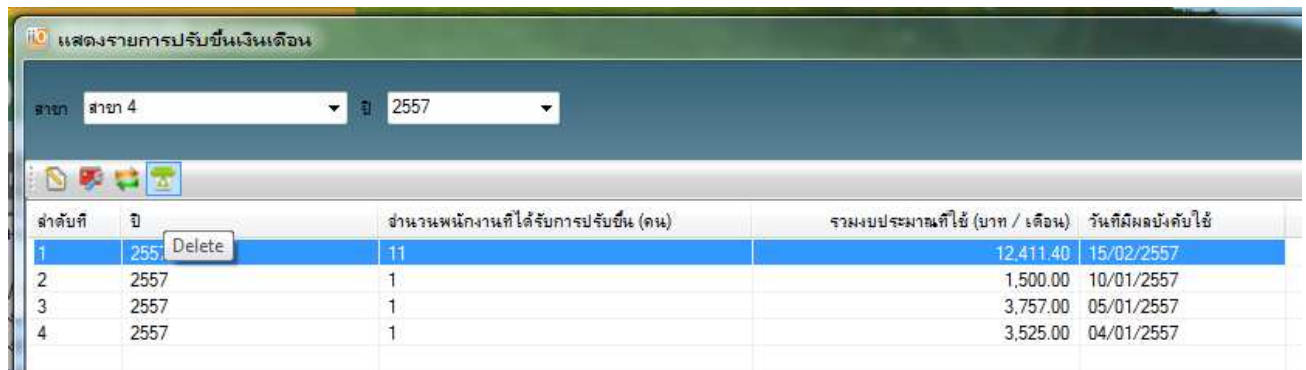 แสดงรายการปรับขึ้นเงินเดือน
สาขา สาขา 4 ปี 2557
ลำดับที่ ปี จำนวนพนักงานที่ได้รับการปรับขึ้น (คน) รวมงบประมาณที่ใช้ (บาท / เดือน) วันที่มีผลบังคับใช้
1 2557 11 12,411.40 15/02/2557
Delete
2 2557 1 1,500.00 10/01/2557
3 2557 1 3,757.00 05/01/2557
4 2557 1 3,525.00 04/01/2557